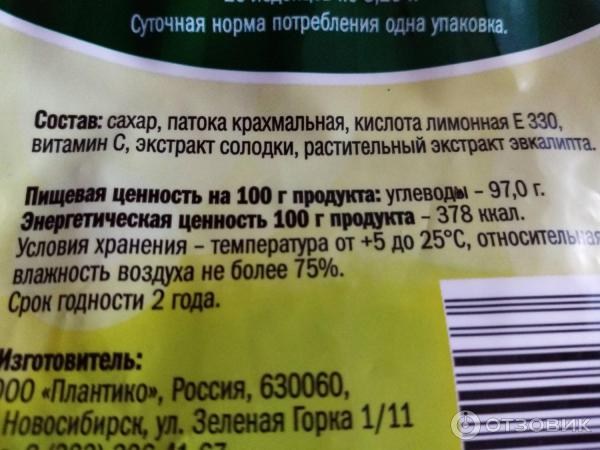 Суточная норма потребления одна упаковка.
Состав: сахар, патока крахмальная, кислота лимонная Е 330,
витамин С, экстракт солодки, растительный экстракт эвкалипта.
Пищевая ценность на 100 г продукта: углеводы – 97,0 г.
Энергетическая ценность 100 г продукта – 378 ккал.
Условия хранения – температура от +5 до 25°С, относительная
влажность воздуха не более 75%.
Срок годности 2 года.
Изготовитель:
ООО «Плантико», Россия, 630060,
Новосибирск, ул. Зеленая Горка 1/11
ОТЗОВИК